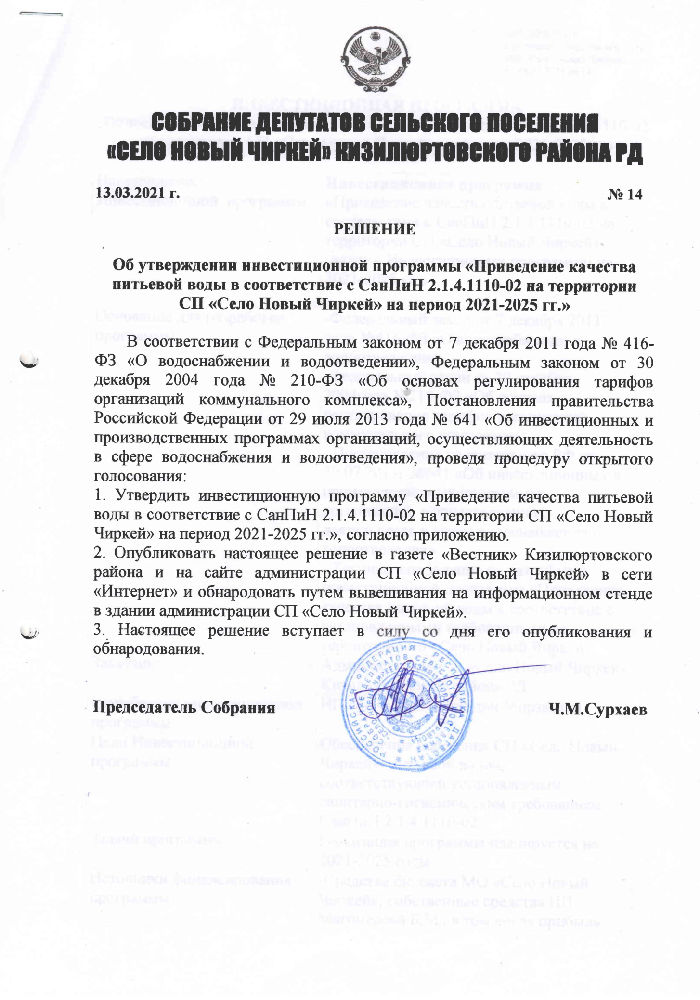 СОБРАНИЕ ДЕПУТАТОВ СЕЛЬСКОГО ПОСЕЛЕНИЯ
«СЕЛО НОВЫЙ ЧИРКЕЙ» КИЗИЛЮРТОВСКОГО РАЙОНА РД
13.03.2021 г. № 14
РЕШЕНИЕ
Об утверждении инвестиционной программы «Приведение качества
питьевой воды в соответствие с СанПиН 2.1.4.1110-02 на территории
СП «Село Новый Чиркей» на период 2021-2025 гг.»
В соответствии с Федеральным законом от 7 декабря 2011 года № 416-
ФЗ «О водоснабжении и водоотведении», Федеральным законом от 30
декабря 2004 года № 210-ФЗ «Об основах регулирования тарифов
организаций коммунального комплекса», Постановления правительства
Российской Федерации от 29 июля 2013 года № 641 «Об инвестиционных и
производственных программах организаций, осуществляющих деятельность
в сфере водоснабжения и водоотведения», проведя процедуру открытого
голосования:
1. Утвердить инвестиционную программу «Приведение качества питьевой
воды в соответствие с СанПиН 2.1.4.1110-02 на территории СП «Село Новый
Чиркей» на период 2021-2025 гг.», согласно приложению.
2. Опубликовать настоящее решение в газете «Вестник» Кизилюртовского
района и на сайте администрации СП «Село Новый Чиркей» в сети
«Интернет» и обнародовать путем вывешивания на информационном стенде
в здании администрации СП «Село Новый Чиркей».
3. Настоящее решение вступает в силу со дня его опубликования и
обнародования.
Председатель Собрания Ч.М.Сурхаев
РОССИЙСКАЯ ФЕДЕРАЦИЯ РЕСПУБЛИКА ДАГЕСТАН
СОБРАНИЕ ДЕПУТАТОВ СЕЛЬСКОГО ПОСЕЛЕНИЯ